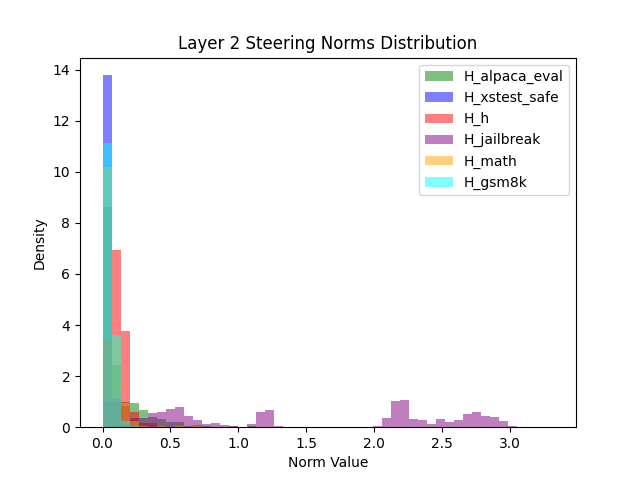 Layer 2 Steering Norms Distribution
14
12
10
8
6
4
2
0
Density
H_alpaca_eval
H_xstest_safe
H_h
H_jailbreak
H_math
H_gsm8k
0.0 0.5 1.0 1.5 2.0 2.5 3.0
Norm Value